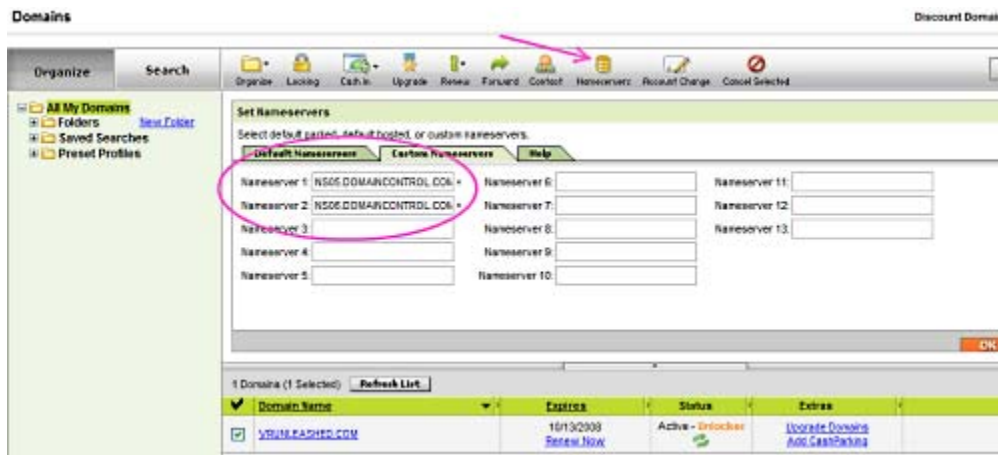 Domains
Discount Domai
Organize
Search
Organize Locking Cash In Upgrade Renew Forward Contact Nameservers Account Change Cancel Selected
All My Domains
Folders New Folder
Saved Searches
Preset Profiles
Set Nameservers
Select default parked, default hosted, or custom nameservers.
Default Nameservers Custom Nameservers Help
Nameserver 1: NS05.DOMAINCONTROL.COM * Nameserver 6: Nameserver 11:
Nameserver 2: NS06.DOMAINCONTROL.COM * Nameserver 7: Nameserver 12:
Nameserver 3: Nameserver 8: Nameserver 13:
Nameserver 4: Nameserver 9:
Nameserver 5: Nameserver 10:
OK
1 Domains (1 Selected) Refresh List
Domain Name Expires Status Extras
VRUNLEASHED.COM 10/13/2008 Active - Unlocked Upgrade Domains
Renew Now Add CashParking